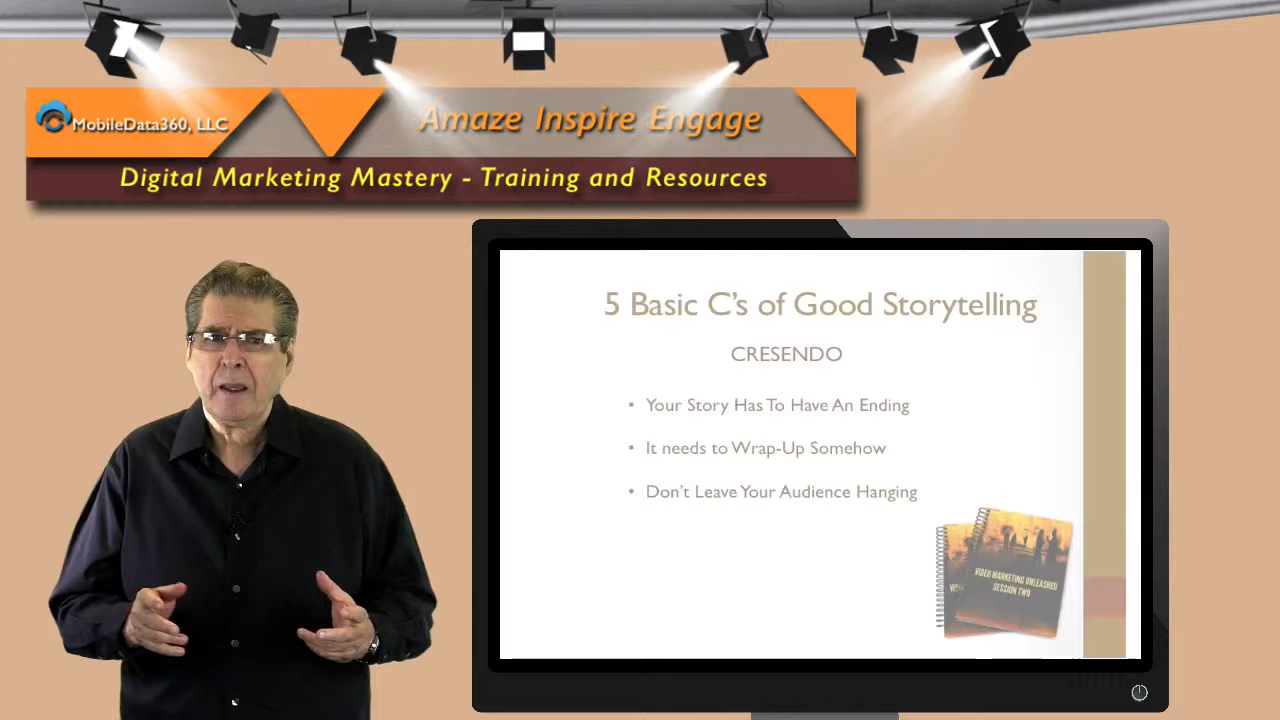 MobileData360, LLC
Amaze Inspire Engage
Digital Marketing Mastery - Training and Resources
5 Basic C’s of Good Storytelling
CRESENDO
• Your Story Has To Have An Ending
• It needs to Wrap-Up Somehow
• Don’t Leave Your Audience Hanging
VIDEO MARKETING UNLEASHED
SESSION TWO